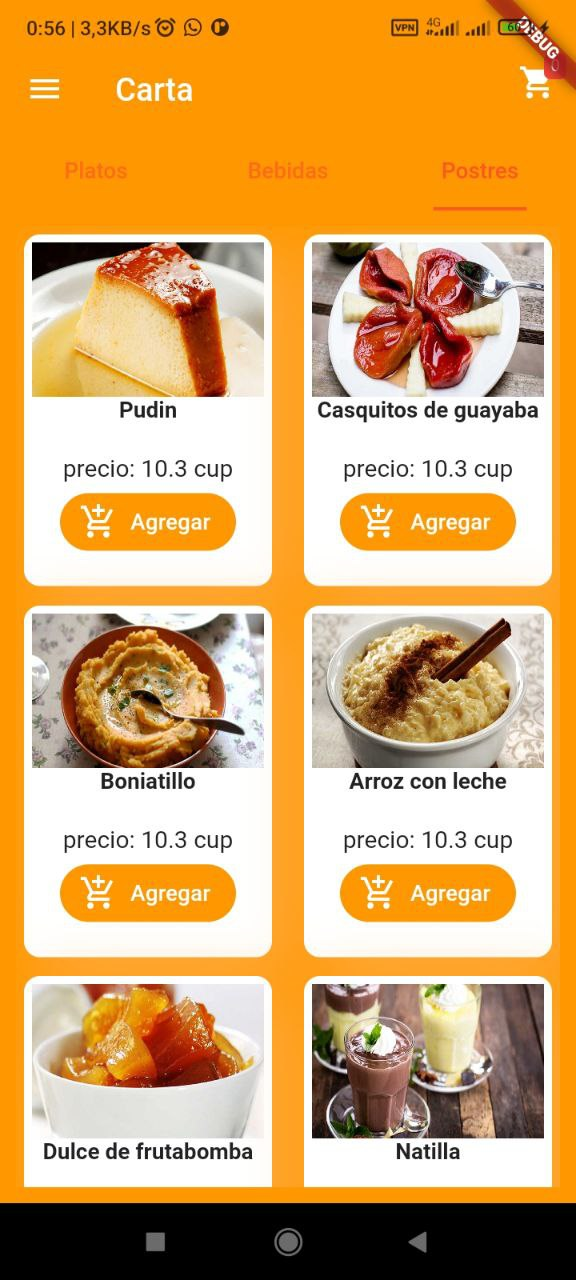 0:56 | 3,3KB/s
VPN 4G
DEBUG
Carta
0
Platos Bebidas Postres
Pudin Casquitos de guayaba
precio: 10.3 cup precio: 10.3 cup
Agregar Agregar
Boniatillo Arroz con leche
precio: 10.3 cup precio: 10.3 cup
Agregar Agregar
Dulce de frutabomba Natilla